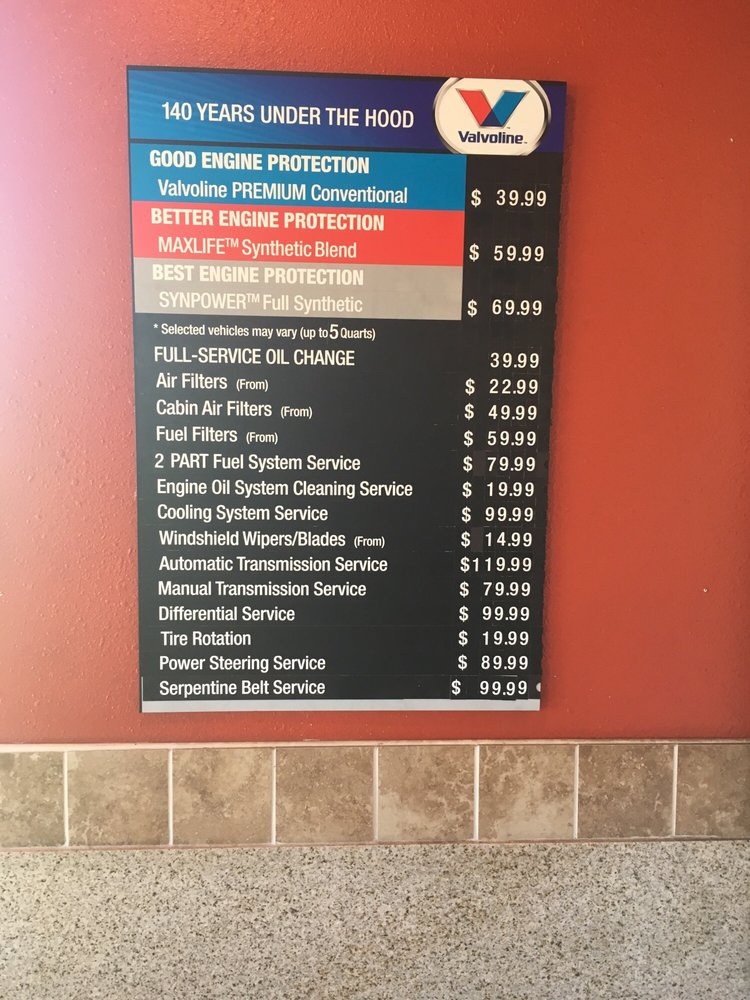 140 YEARS UNDER THE HOOD
Valvoline™
GOOD ENGINE PROTECTION
Valvoline PREMIUM Conventional $ 39.99
BETTER ENGINE PROTECTION
MAXLIFE™ Synthetic Blend $ 59.99
BEST ENGINE PROTECTION
SYNPOWER™ Full Synthetic $ 69.99
* Selected vehicles may vary (up to 5 Quarts)
FULL-SERVICE OIL CHANGE 39.99
Air Filters (From) $ 22.99
Cabin Air Filters (From) $ 49.99
Fuel Filters (From) $ 59.99
2 PART Fuel System Service $ 79.99
Engine Oil System Cleaning Service $ 19.99
Cooling System Service $ 99.99
Windshield Wipers/Blades (From) $ 14.99
Automatic Transmission Service $119.99
Manual Transmission Service $ 79.99
Differential Service $ 99.99
Tire Rotation $ 19.99
Power Steering Service $ 89.99
Serpentine Belt Service $ 99.99